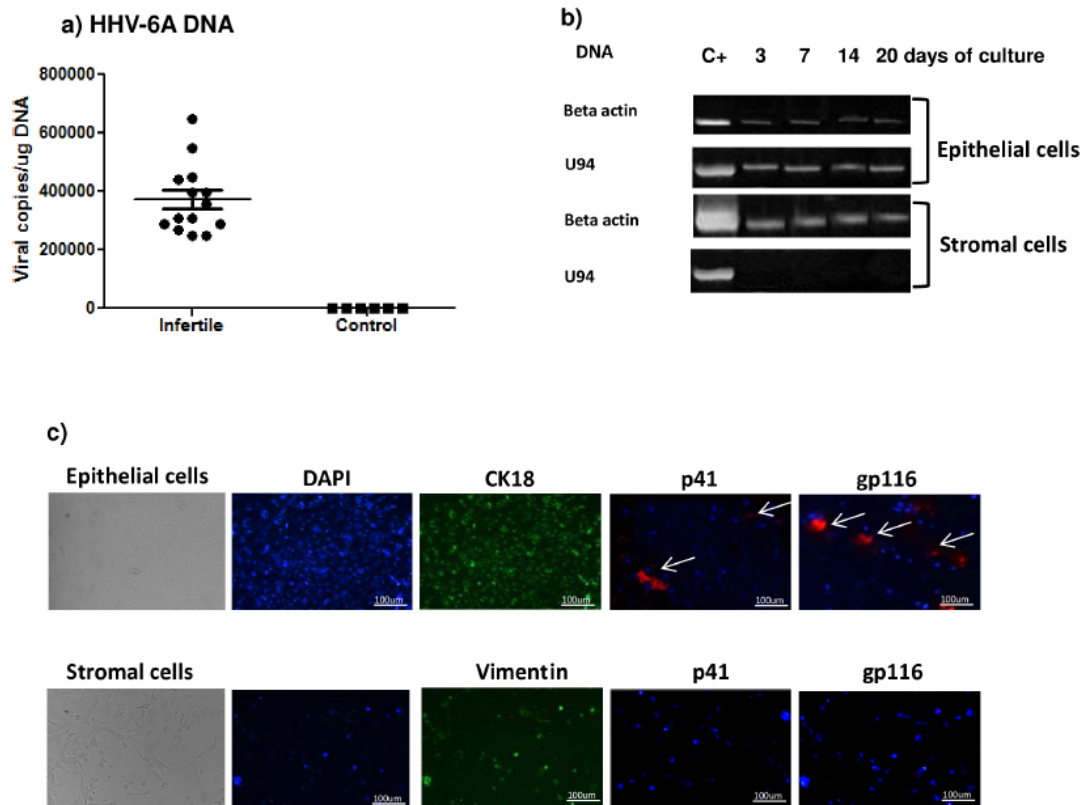 a) HHV-6A DNA
Viral copies/ug DNA
800000
600000
400000
200000
0
Infertile Control
b)
DNA C+ 3 7 14 20 days of culture
Beta actin
U94
Epithelial cells
Beta actin
U94
Stromal cells
c)
Epithelial cells DAPI CK18 p41 gp116
100um 100um 100um 100um
Stromal cells Vimentin p41 gp116
100um 100um 100um 100um